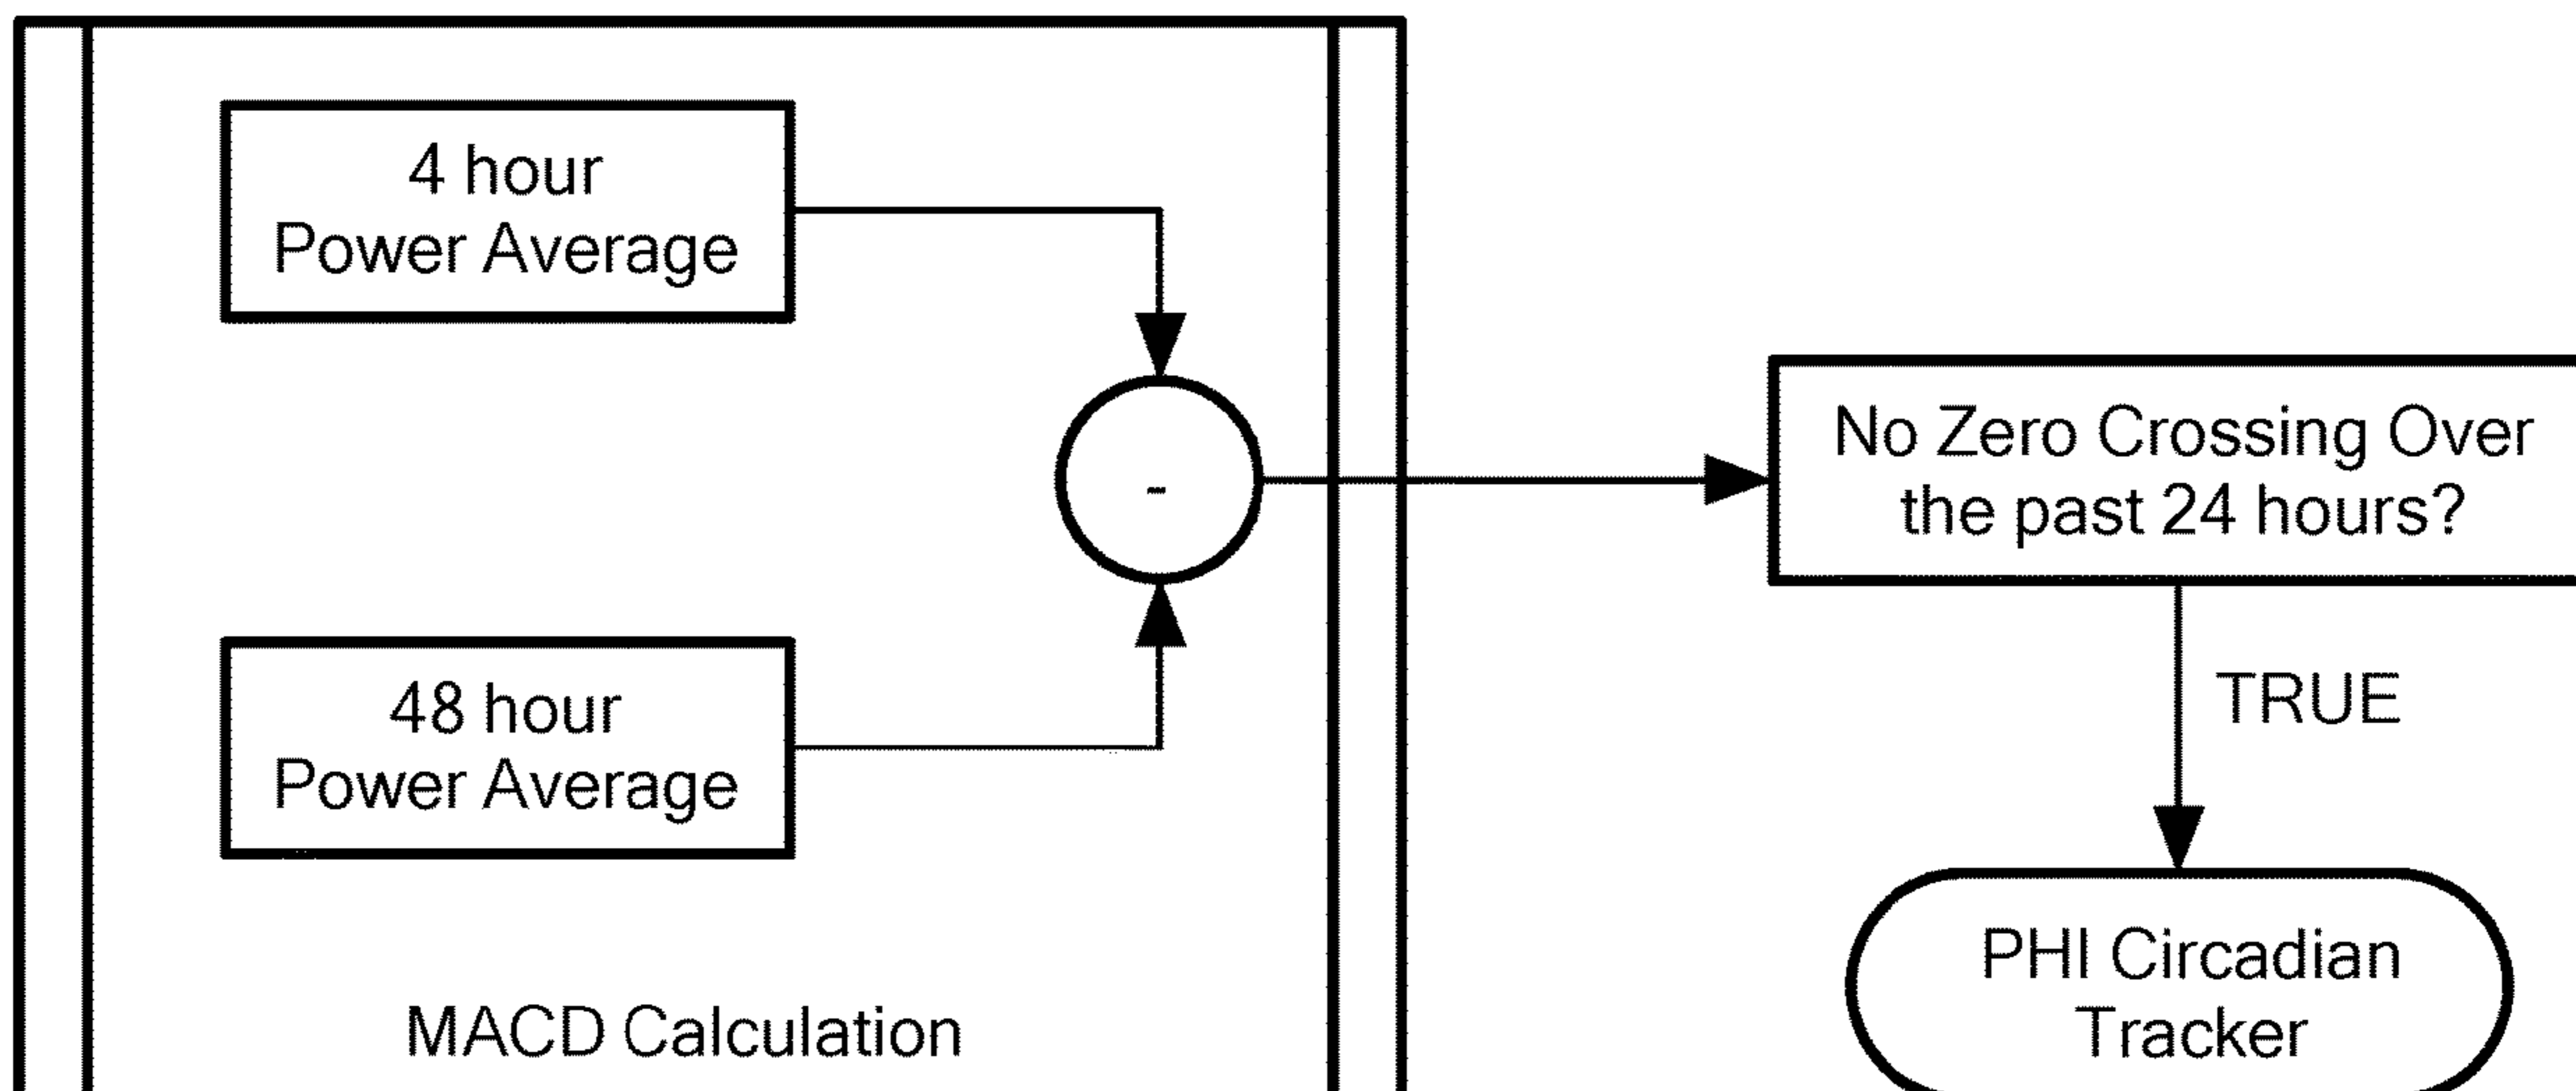 4 hour
Power Average
-
48 hour
Power Average
MACD Calculation
No Zero Crossing Over
the past 24 hours?
TRUE
PHI Circadian
Tracker